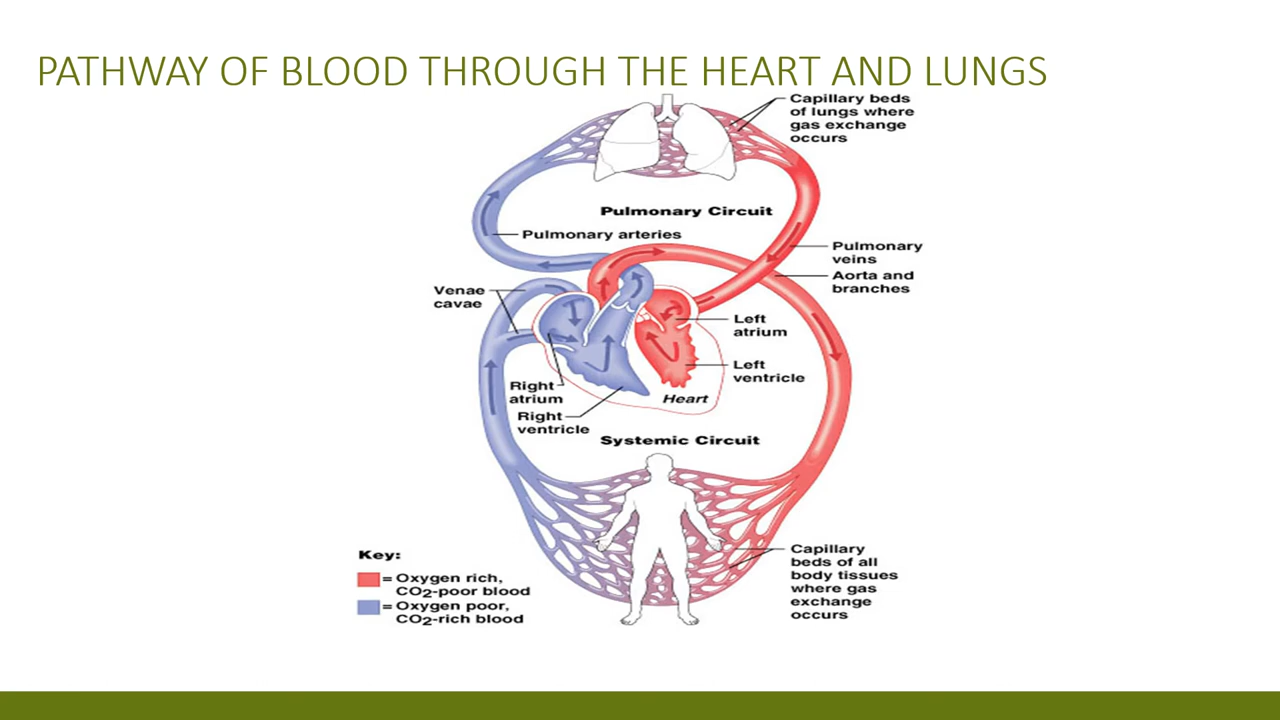 PATHWAY OF BLOOD THROUGH THE HEART AND LUNGS
Capillary beds
of lungs where
gas exchange
occurs
Pulmonary Circuit
Pulmonary arteries
Pulmonary
veins
Aorta and
branches
Venae
cavae
Left
atrium
Left
ventricle
Right
atrium
Heart
Right
ventricle
Systemic Circuit
Key:
= Oxygen rich,
CO2-poor blood
= Oxygen poor,
CO2-rich blood
Capillary
beds of all
body tissues
where gas
exchange
occurs